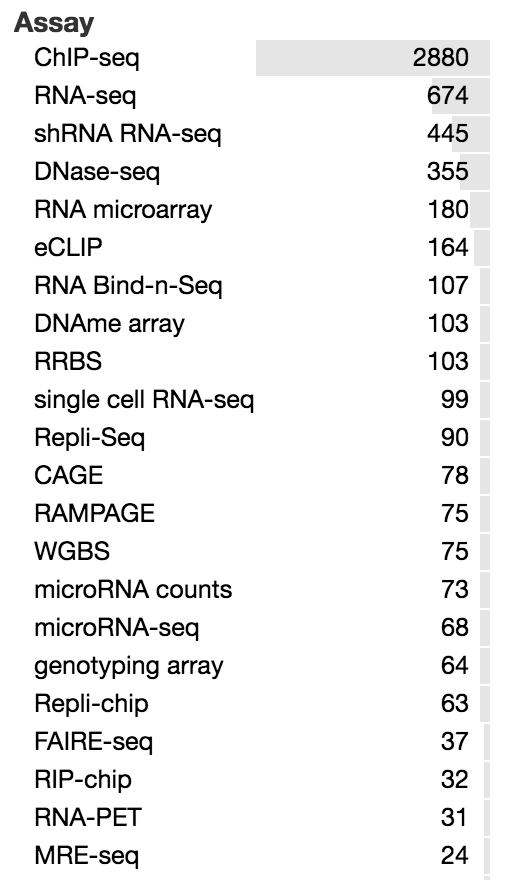 Assay
ChIP-seq 2880
RNA-seq 674
shRNA RNA-seq 445
DNase-seq 355
RNA microarray 180
eCLIP 164
RNA Bind-n-Seq 107
DNAme array 103
RRBS 103
single cell RNA-seq 99
Repli-Seq 90
CAGE 78
RAMPAGE 75
WGBS 75
microRNA counts 73
microRNA-seq 68
genotyping array 64
Repli-chip 63
FAIRE-seq 37
RIP-chip 32
RNA-PET 31
MRE-seq 24